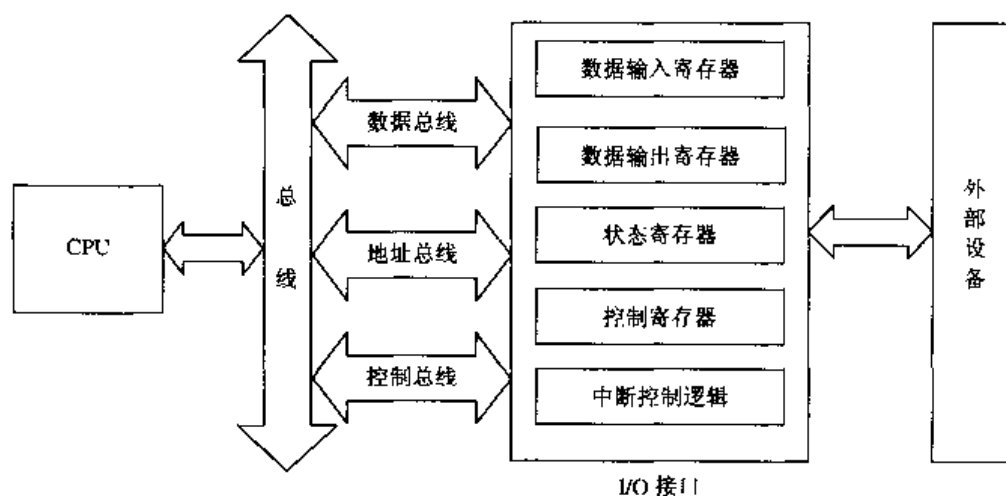 CPU
总线
数据总线
地址总线
控制总线
数据输入寄存器
数据输出寄存器
状态寄存器
控制寄存器
中断控制逻辑
I/O 接口
外部设备